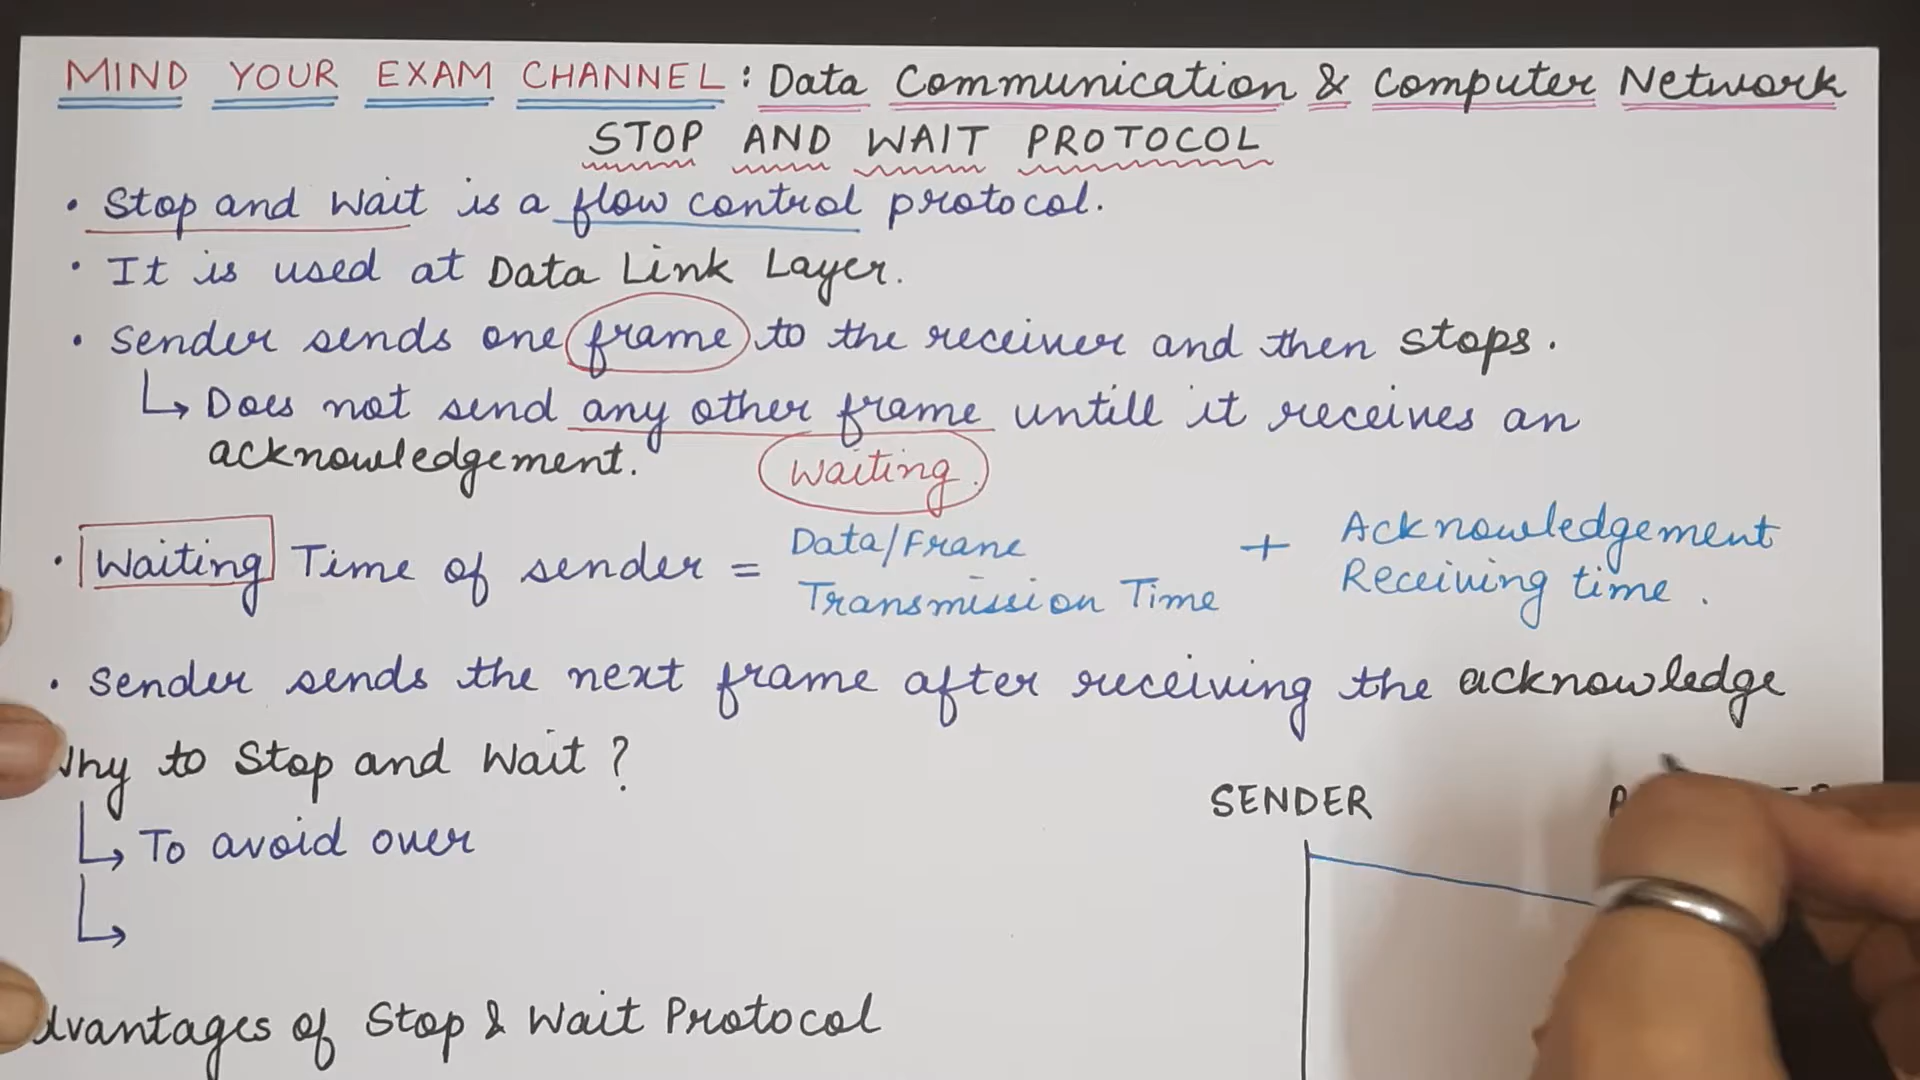 MIND YOUR EXAM CHANNEL : Data Communication & Computer Network
STOP AND WAIT PROTOCOL
• Stop and Wait is a flow control protocol.
• It is used at Data Link Layer.
• Sender sends one frame to the receiver and then stops.
↳ Does not send any other frame untill it receives an
acknowledgement. Waiting.
• Waiting Time of sender = Data/Frane Transmission Time + Acknowledgement Receiving time.
• Sender sends the next frame after receiving the acknowledge
Why to Stop and Wait?
↳ To avoid over
↳
SENDER
dvantages of Stop & Wait Protocol